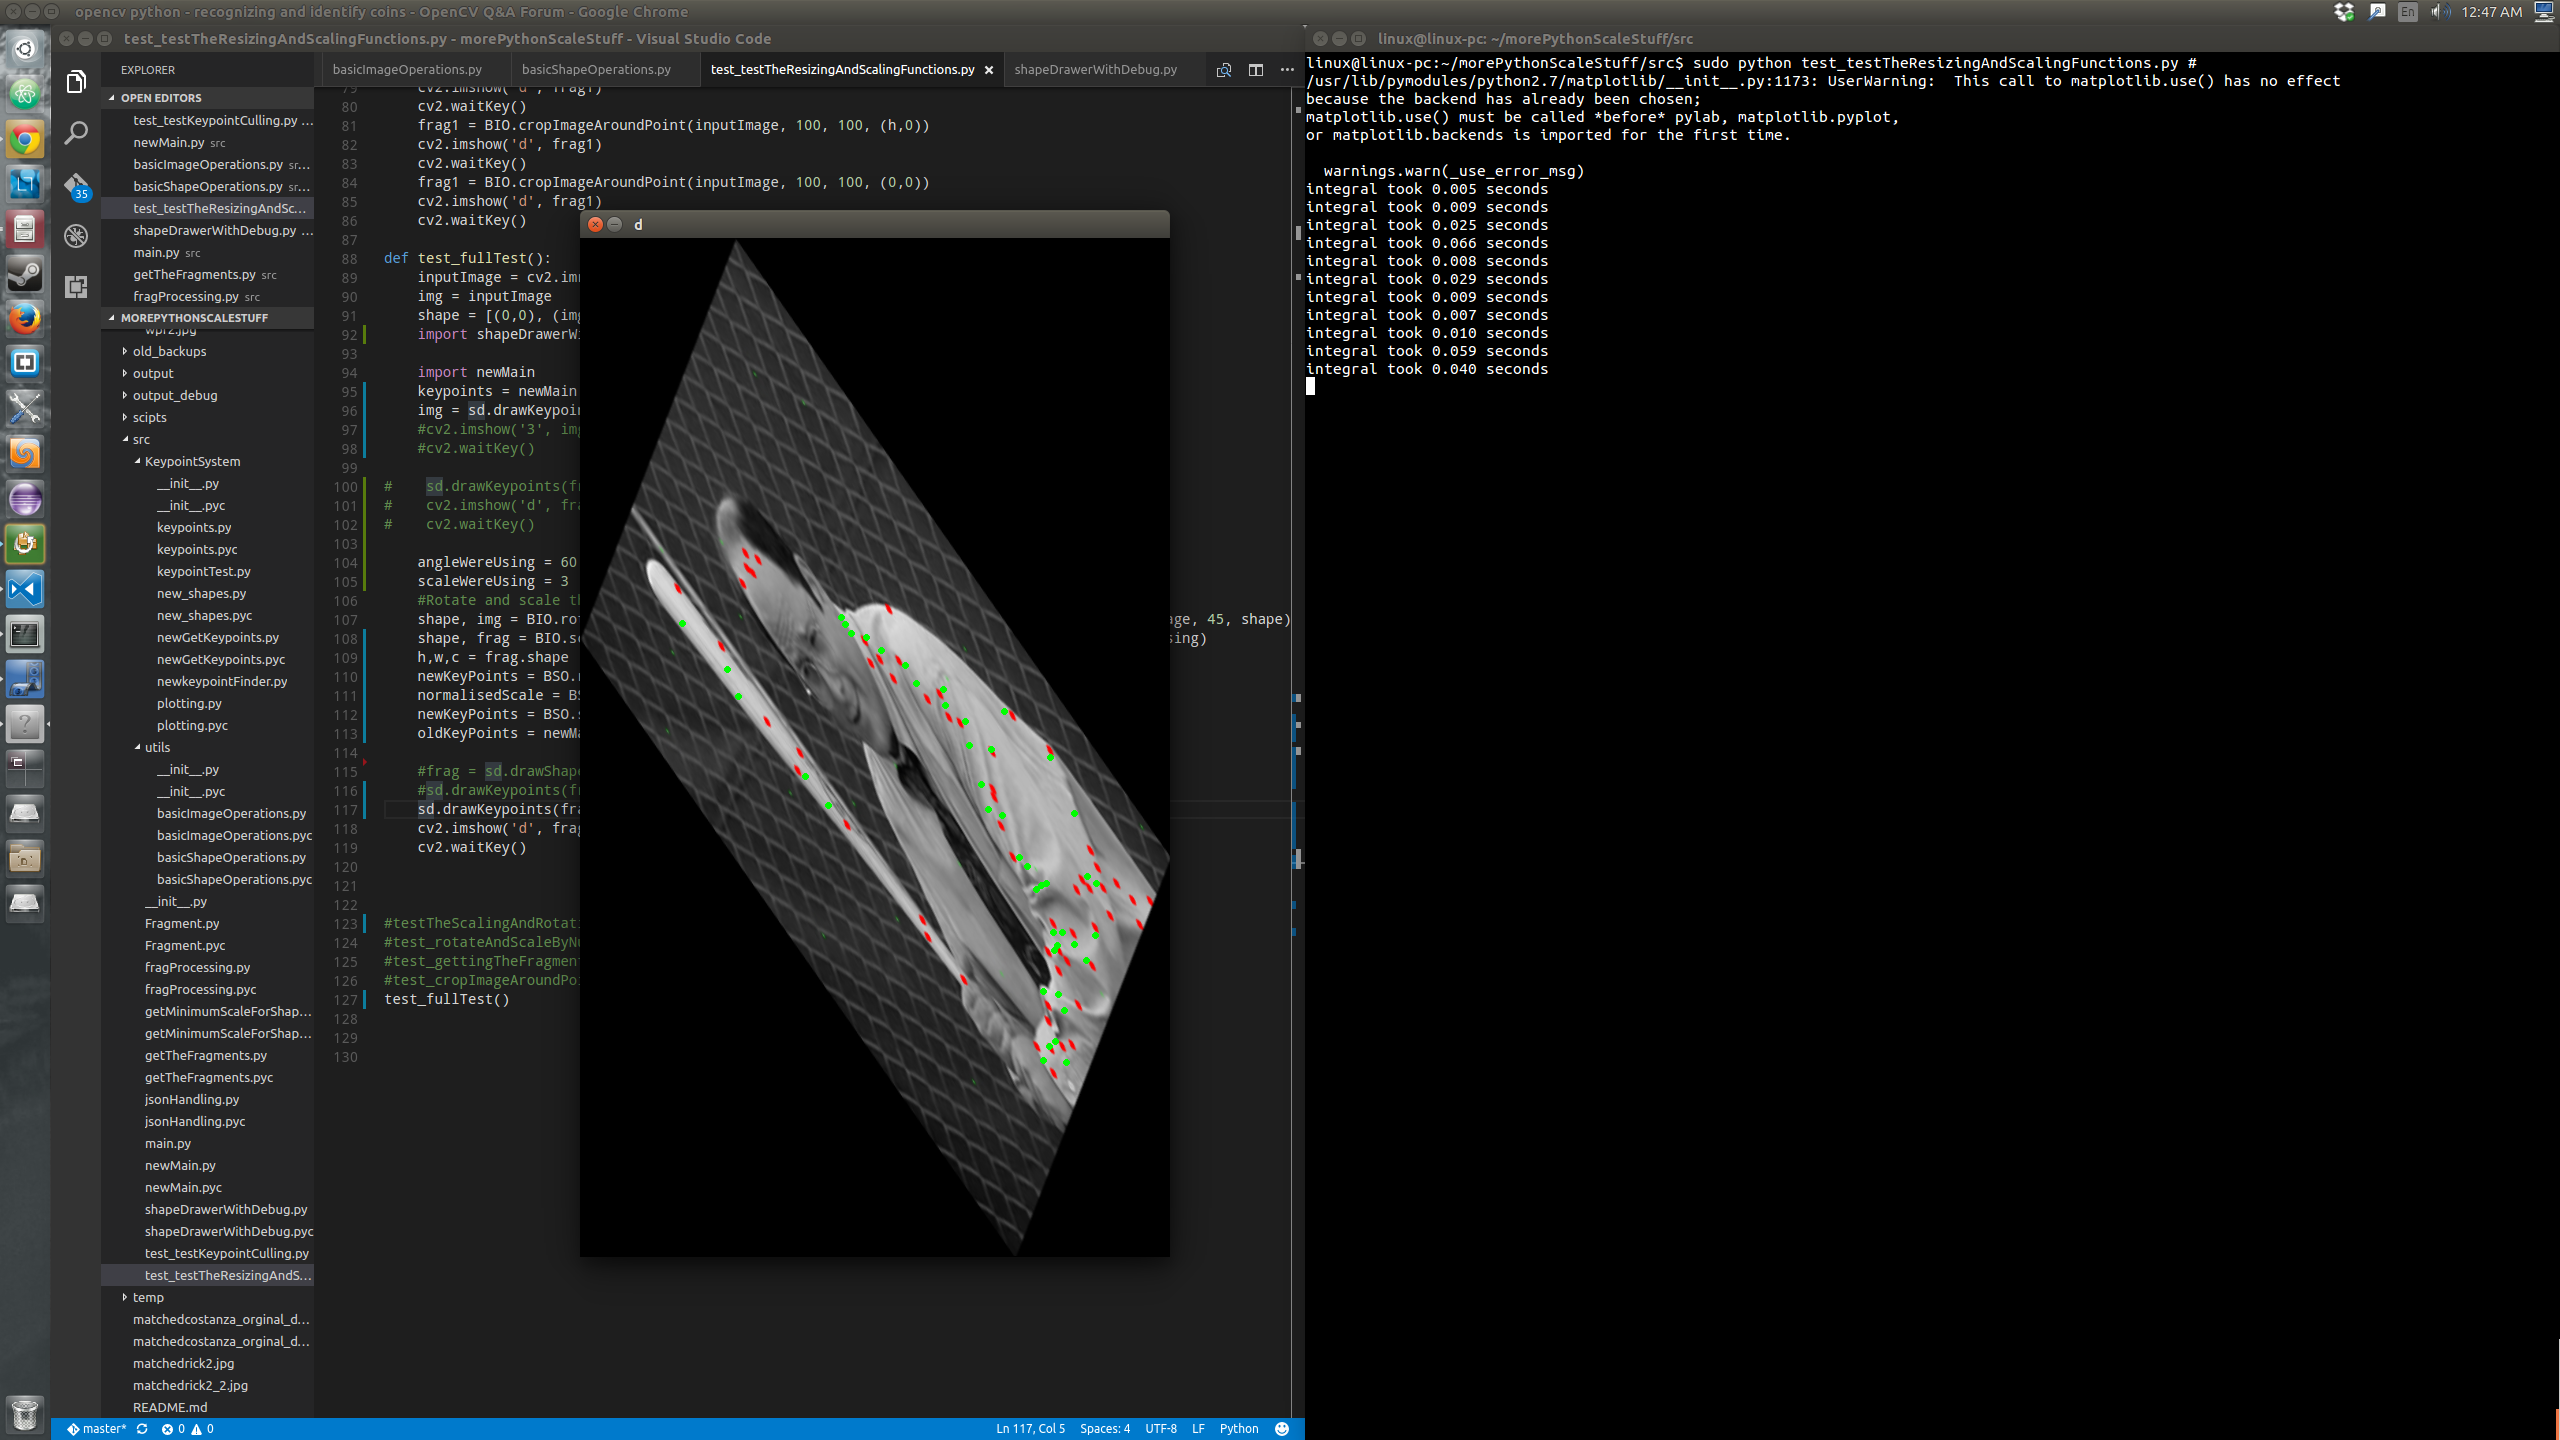 opencv python - recognizing and identify coins - OpenCV Q&A Forum - Google Chrome
En
12:47 AM
test_testTheResizingAndScalingFunctions.py - morePythonScaleStuff - Visual Studio Code
linux@linux-pc: ~/morePythonScaleStuff/src
EXPLORER
OPEN EDITORS
test_testKeypointCulling.py ...
newMain.py src
basicImageOperations.py sr...
basicShapeOperations.py sr...
test_testTheResizingAndSc...
shapeDrawerWithDebug.py ...
main.py src
getTheFragments.py src
fragProcessing.py src
MOREPYTHONSCALESTUFF
wpr2.jpg
old_backups
output
output_debug
scipts
src
KeypointSystem
__init__.py
__init__.pyc
keypoints.py
keypoints.pyc
keypointTest.py
new_shapes.py
new_shapes.pyc
newGetKeypoints.py
newGetKeypoints.pyc
newkeypointFinder.py
plotting.py
plotting.pyc
utils
__init__.py
__init__.pyc
basicImageOperations.py
basicImageOperations.pyc
basicShapeOperations.py
basicShapeOperations.pyc
__init__.py
Fragment.py
Fragment.pyc
fragProcessing.py
fragProcessing.pyc
getMinimumScaleForShap...
getMinimumScaleForShap...
getTheFragments.py
getTheFragments.pyc
jsonHandling.py
jsonHandling.pyc
main.py
newMain.py
newMain.pyc
shapeDrawerWithDebug.py
shapeDrawerWithDebug.pyc
test_testKeypointCulling.py
test_testTheResizingAndS...
temp
matchedcostanza_orginal_d...
matchedcostanza_orginal_d...
matchedrick2.jpg
matchedrick2_2.jpg
README.md
35
basicImageOperations.py
basicShapeOperations.py
test_testTheResizingAndScalingFunctions.py
shapeDrawerWithDebug.py
79 cv2.imshow('d', frag1)
80 cv2.waitKey()
81 frag1 = BIO.cropImageAroundPoint(inputImage, 100, 100, (h,0))
82 cv2.imshow('d', frag1)
83 cv2.waitKey()
84 frag1 = BIO.cropImageAroundPoint(inputImage, 100, 100, (0,0))
85 cv2.imshow('d', frag1)
86 cv2.waitKey()
87
88 def test_fullTest():
89 inputImage = cv2.im
90 img = inputImage
91 shape = [(0,0), (im
92 import shapeDrawerW
93
94 import newMain
95 keypoints = newMain
96 img = sd.drawKeypoin
97 #cv2.imshow('3', img
98 #cv2.waitKey()
99
100 # sd.drawKeypoints(f
101 # cv2.imshow('d', fra
102 # cv2.waitKey()
103
104 angleWereUsing = 60
105 scaleWereUsing = 3
106 #Rotate and scale th
107 shape, img = BIO.ro age, 45, shape)
108 shape, frag = BIO.s sing)
109 h,w,c = frag.shape
110 newKeyPoints = BSO.
111 normalisedScale = BS
112 newKeyPoints = BSO.
113 oldKeyPoints = newMa
114
115 #frag = sd.drawShape
116 #sd.drawKeypoints(f
117 sd.drawKeypoints(fra
118 cv2.imshow('d', frag
119 cv2.waitKey()
120
121
122
123 #testTheScalingAndRotati
124 #test_rotateAndScaleByNu
125 #test_gettingTheFragment
126 #test_cropImageAroundPoi
127 test_fullTest()
128
129
130
d
master*
0
0
Ln 117, Col 5
Spaces: 4
UTF-8
LF
Python
linux@linux-pc:~/morePythonScaleStuff/src$ sudo python test_testTheResizingAndScalingFunctions.py #
/usr/lib/pymodules/python2.7/matplotlib/__init__.py:1173: UserWarning:  This call to matplotlib.use() has no effect
because the backend has already been chosen;
matplotlib.use() must be called *before* pylab, matplotlib.pyplot,
or matplotlib.backends is imported for the first time.
warnings.warn(_use_error_msg)
integral took 0.005 seconds
integral took 0.009 seconds
integral took 0.025 seconds
integral took 0.066 seconds
integral took 0.008 seconds
integral took 0.029 seconds
integral took 0.009 seconds
integral took 0.007 seconds
integral took 0.010 seconds
integral took 0.059 seconds
integral took 0.040 seconds